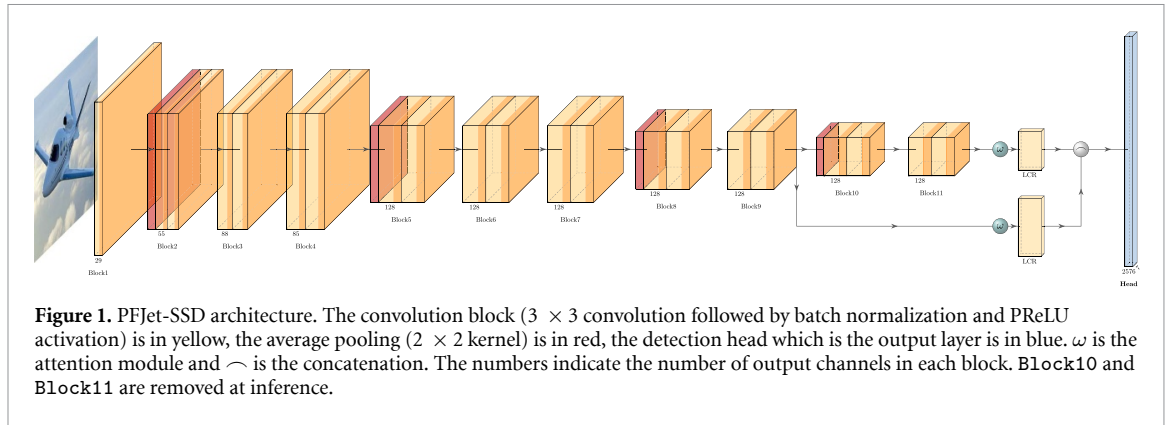 29
Block1
55
Block2
88
Block3
85
Block4
128
Block5
128
Block6
128
Block7
128
Block8
128
Block9
128
Block10
128
Block11
ω
LCR
ω
LCR
2576
Head
Figure 1. PFJet-SSD architecture. The convolution block (3 × 3 convolution followed by batch normalization and PReLU
activation) is in yellow, the average pooling (2 × 2 kernel) is in red, the detection head which is the output layer is in blue. ω is the
attention module and ⌢ is the concatenation. The numbers indicate the number of output channels in each block. Block10 and
Block11 are removed at inference.